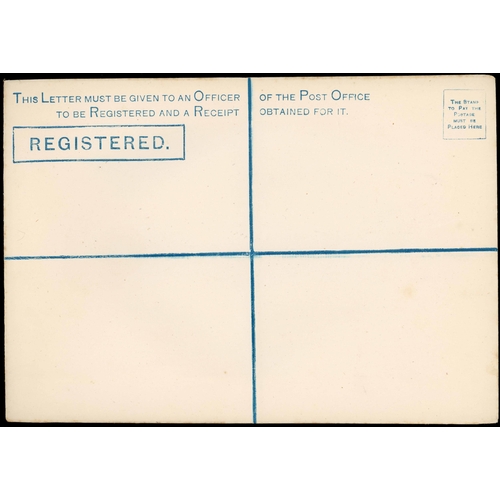 THIS LETTER MUST BE GIVEN TO AN OFFICER OF THE POST OFFICE
TO BE REGISTERED AND A RECEIPT OBTAINED FOR IT.
REGISTERED.
THE STAMP
TO PAY THE
POSTAGE
MUST BE
PLACED HERE